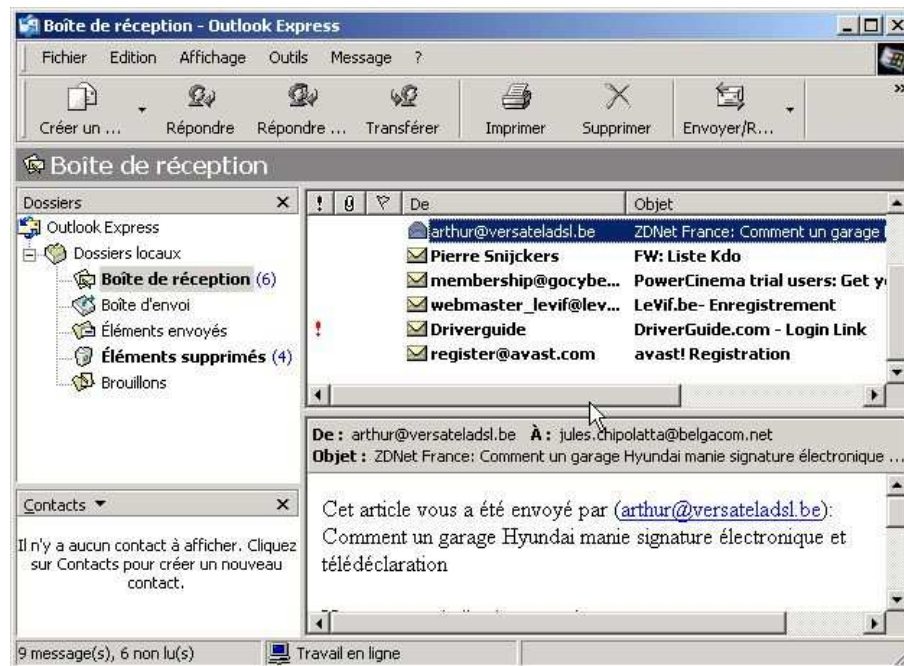 Boîte de réception - Outlook Express
Fichier Edition Affichage Outils Message ?
Créer un ... Répondre Répondre ... Transférer Imprimer Supprimer Envoyer/R... »
Boîte de réception
Dossiers
Outlook Express
Dossiers locaux
Boîte de réception (6)
Boîte d'envoi
Éléments envoyés
Éléments supprimés (4)
Brouillons
Contacts
Il n'y a aucun contact à afficher. Cliquez
sur Contacts pour créer un nouveau
contact.
! De Objet
arthur@versateladsl.be ZDNet France: Comment un garage
Pierre Snijckers FW: Liste Kdo
membership@gocybe... PowerCinema trial users: Get
webmaster_levif@lev... LeVif.be- Enregistrement
! Driverguide DriverGuide.com - Login Link
register@avast.com avast! Registration
De : arthur@versateladsl.be À : jules.chipolatta@belgacom.net
Objet : ZDNet France: Comment un garage Hyundai manie signature électronique ...
Cet article vous a été envoyé par (arthur@versateladsl.be):
Comment un garage Hyundai manie signature électronique et
télédéclaration
9 message(s), 6 non lu(s) Travail en ligne